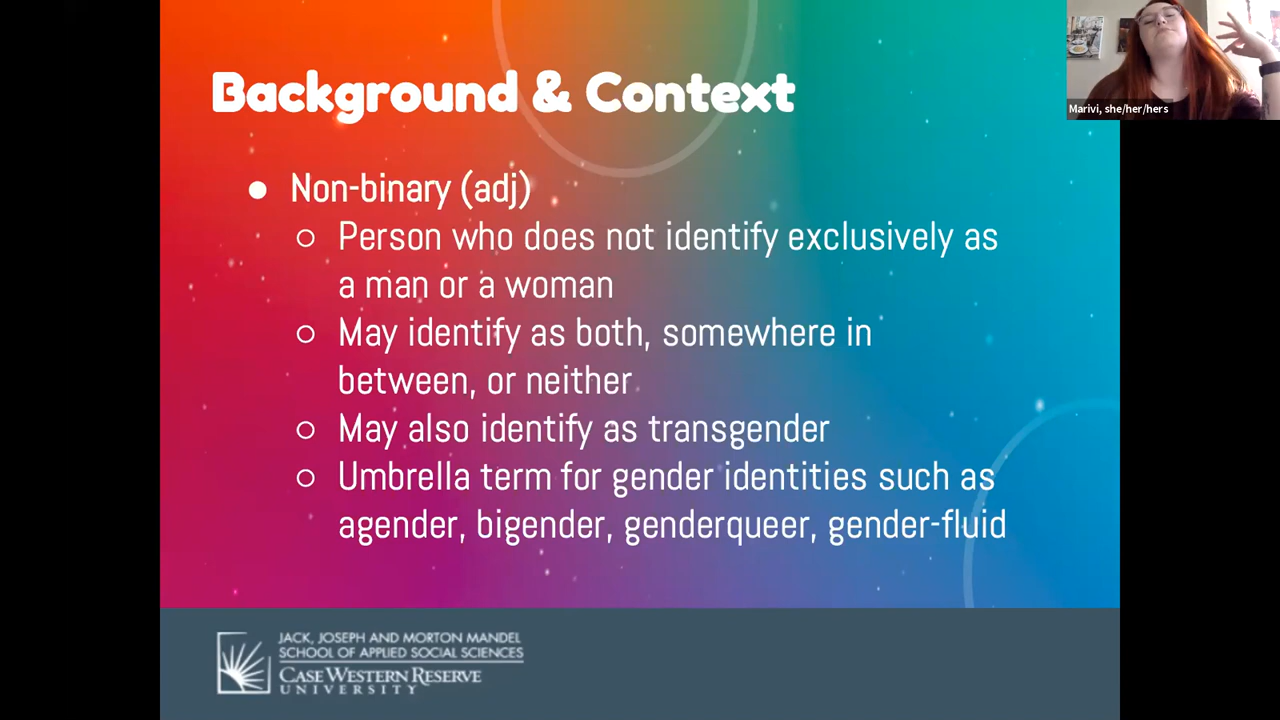 Background & Context
● Non-binary (adj)
○ Person who does not identify exclusively as
a man or a woman
○ May identify as both, somewhere in
between, or neither
○ May also identify as transgender
○ Umbrella term for gender identities such as
agender, bigender, genderqueer, gender-fluid
Marivi, she/her/hers
JACK, JOSEPH AND MORTON MANDEL
SCHOOL OF APPLIED SOCIAL SCIENCES
CASE WESTERN RESERVE
UNIVERSITY